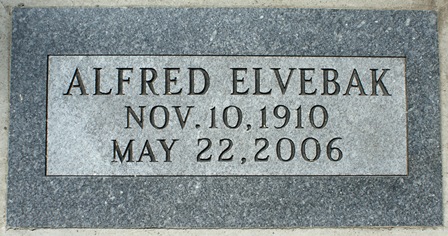 ALFRED ELVEBAK
NOV. 10, 1910
MAY 22, 2006